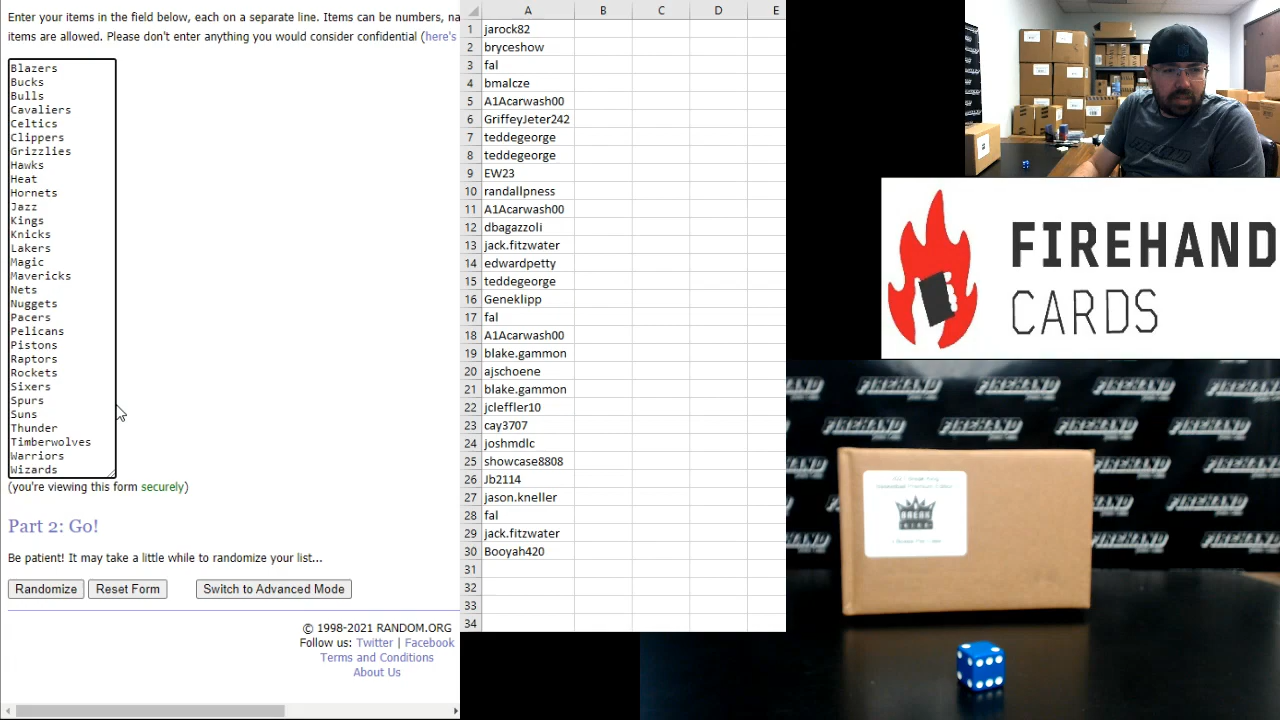 Enter your items in the field below, each on a separate line. Items can be numbers, na
items are allowed. Please don't enter anything you would consider confidential (here's
Blazers
Bucks
Bulls
Cavaliers
Celtics
Clippers
Grizzlies
Hawks
Heat
Hornets
Jazz
Kings
Knicks
Lakers
Magic
Mavericks
Nets
Nuggets
Pacers
Pelicans
Pistons
Raptors
Rockets
Sixers
Spurs
Suns
Thunder
Timberwolves
Warriors
Wizards
(you're viewing this form securely)
Part 2: Go!
Be patient! It may take a little while to randomize your list...
Randomize Reset Form Switch to Advanced Mode
© 1998-2021 RANDOM.ORG
Follow us: Twitter | Facebook
Terms and Conditions
About Us
A B C D E
1 jarock82
2 bryceshow
3 fal
4 bmalcze
5 A1Acarwash00
6 GriffeyJeter242
7 teddegeorge
8 teddegeorge
9 EW23
10 randallpness
11 A1Acarwash00
12 dbagazzoli
13 jack.fitzwater
14 edwardpetty
15 teddegeorge
16 Geneklipp
17 fal
18 A1Acarwash00
19 blake.gammon
20 ajschoene
21 blake.gammon
22 jcleffler10
23 cay3707
24 joshmdlc
25 showcase8808
26 Jb2114
27 jason.kneller
28 fal
29 jack.fitzwater
30 Booyah420
31
32
33
34
FIREHAND
CARDS
FIREHAND FIREHAND FIREHAND
BREAK
KING